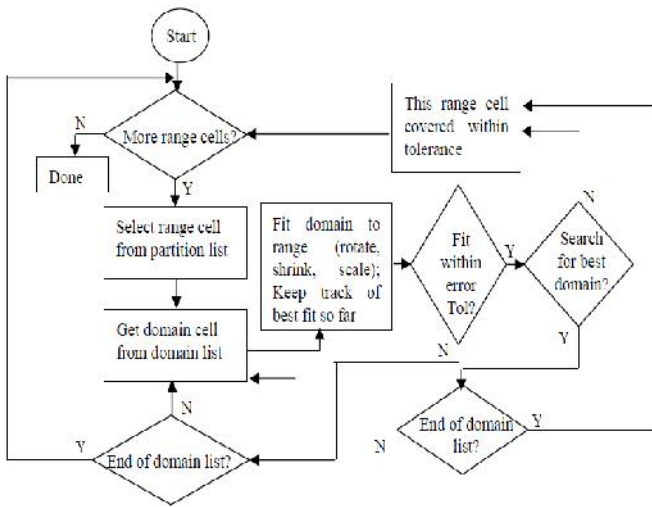 Start
More range cells?
N
Done
Y
Select range cell
from partition list
Get domain cell
from domain list
Fit domain to
range (rotate,
shrink, scale);
Keep track of
best fit so far
Fit
within
error
Tol?
Y
N
Search
for best
domain?
N
Y
This range cell
covered within
tolerance
End of domain list?
N
Y
End of domain
list?
N
Y